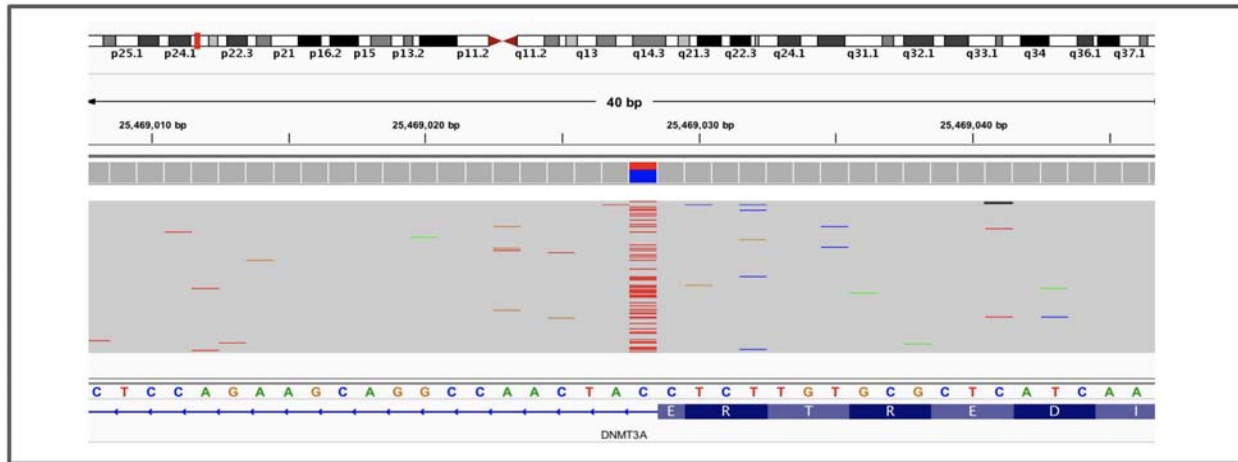 p25.1 p24.1 p22.3 p21 p16.2 p15 p13.2 p11.2 q11.2 q13 q14.3 q21.3 q22.3 q24.1 q31.1 q32.1 q33.1 q34 q36.1 q37.1
40 bp
25,469,010 bp 25,469,020 bp 25,469,030 bp 25,469,040 bp
C T C C A G A A G C A G G C C A A C T A C C T C T T G T G C G C T C A T C A A
E R T R E D I
DNMT3A